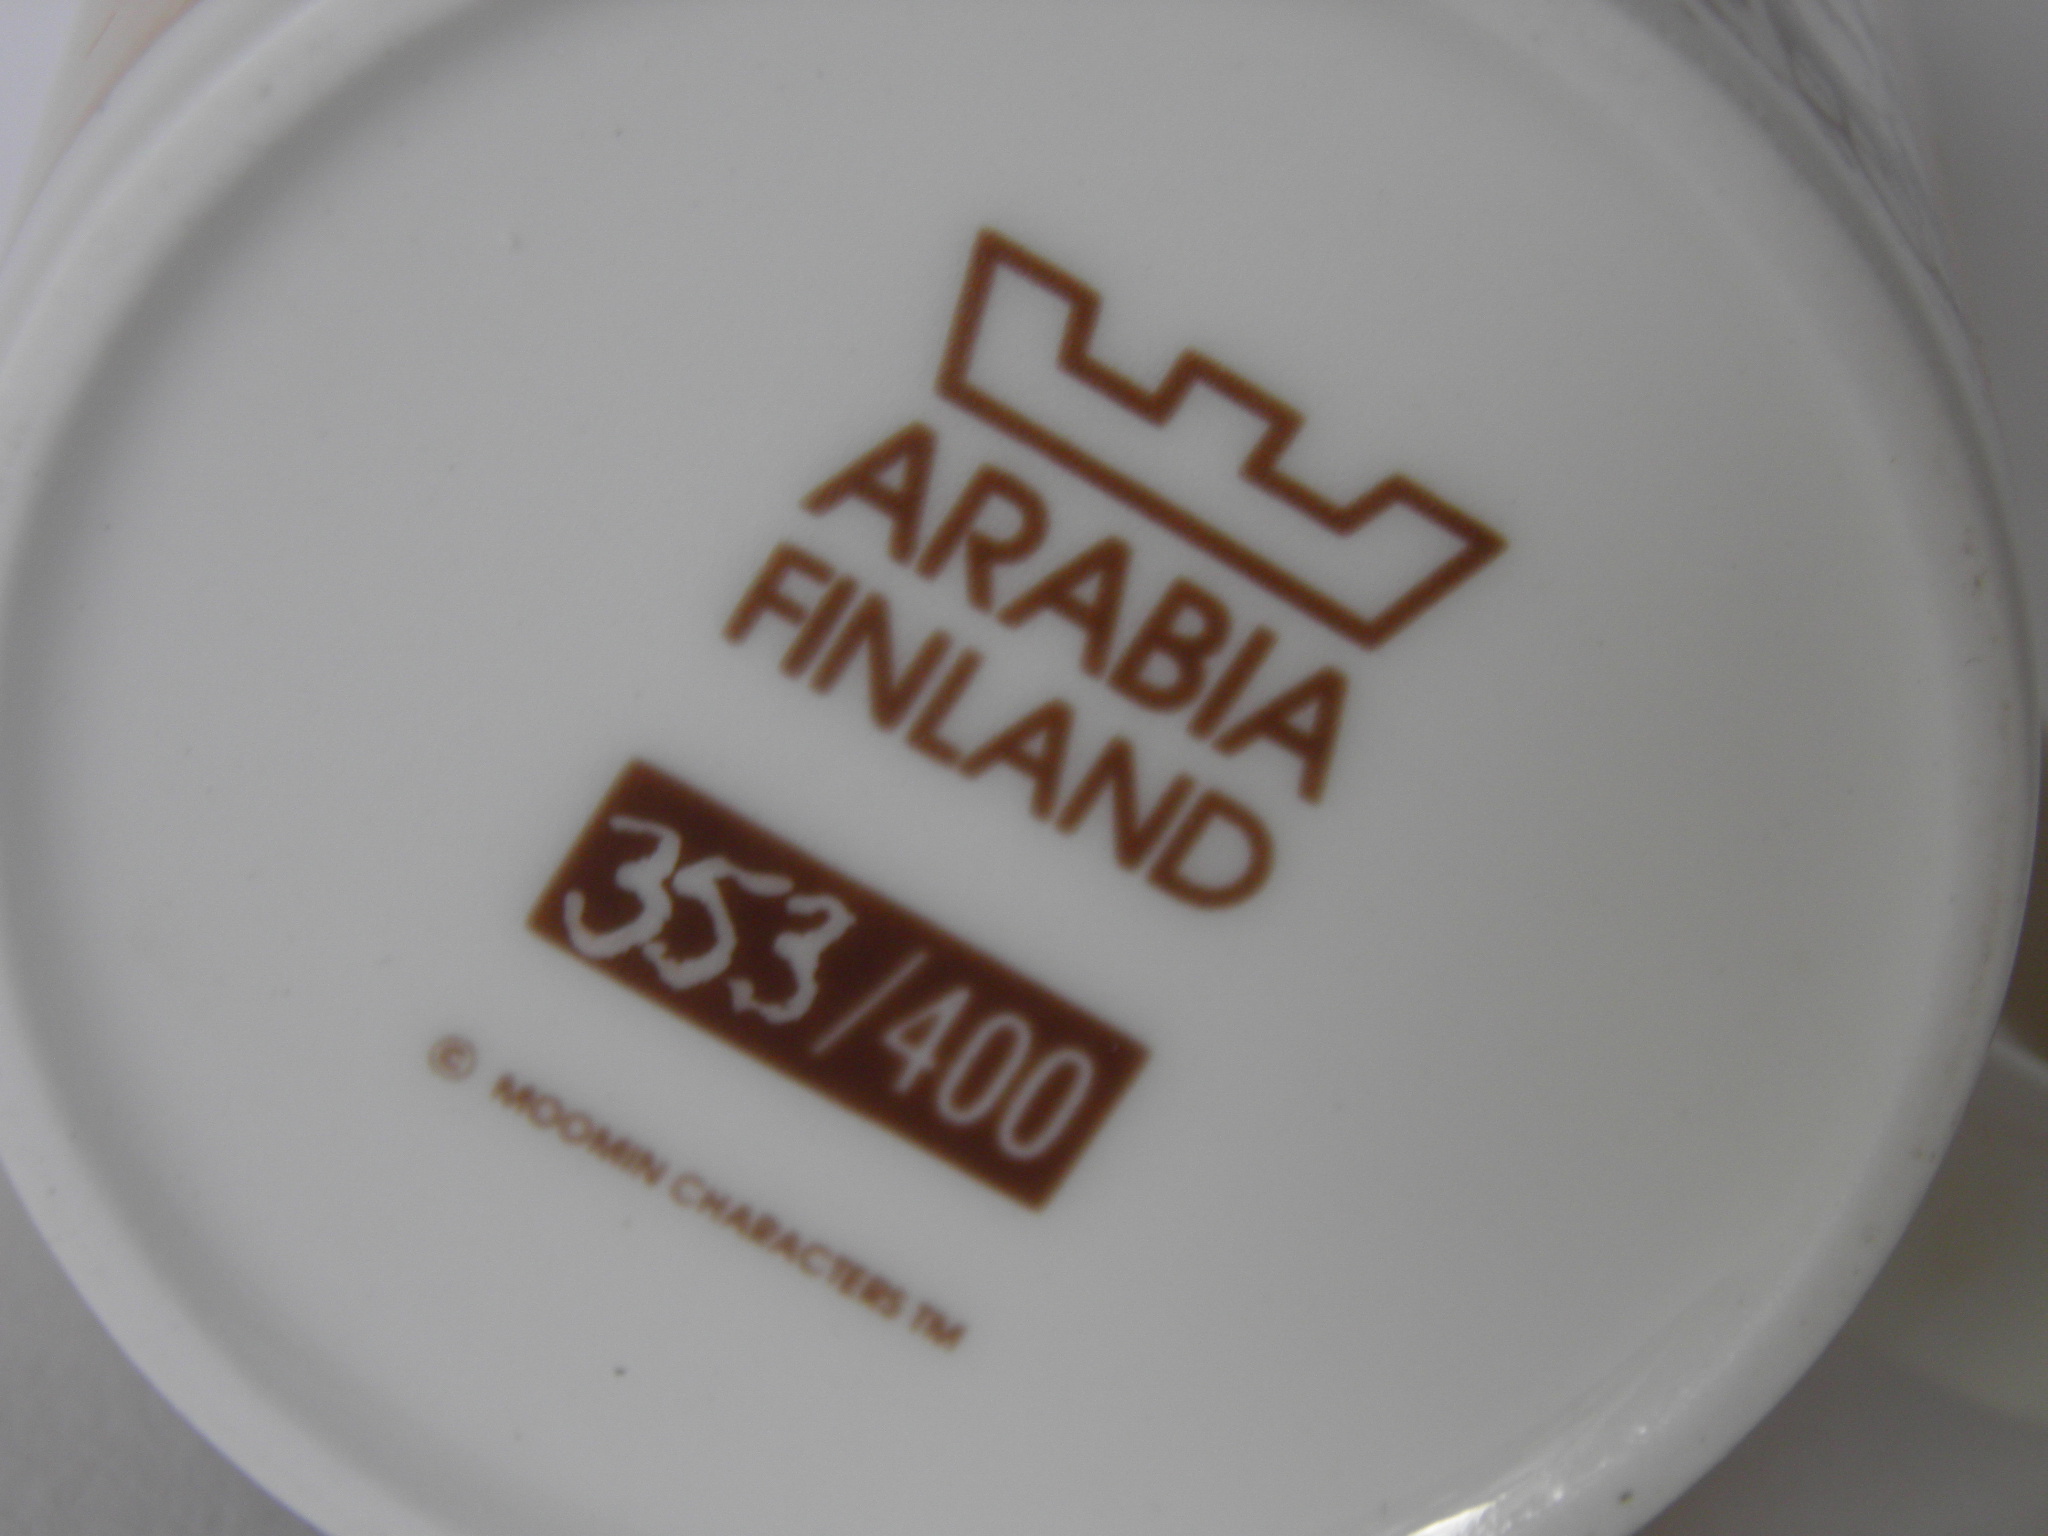 ARABIA
FINLAND
353/400
© MOOMIN CHARACTERS TM